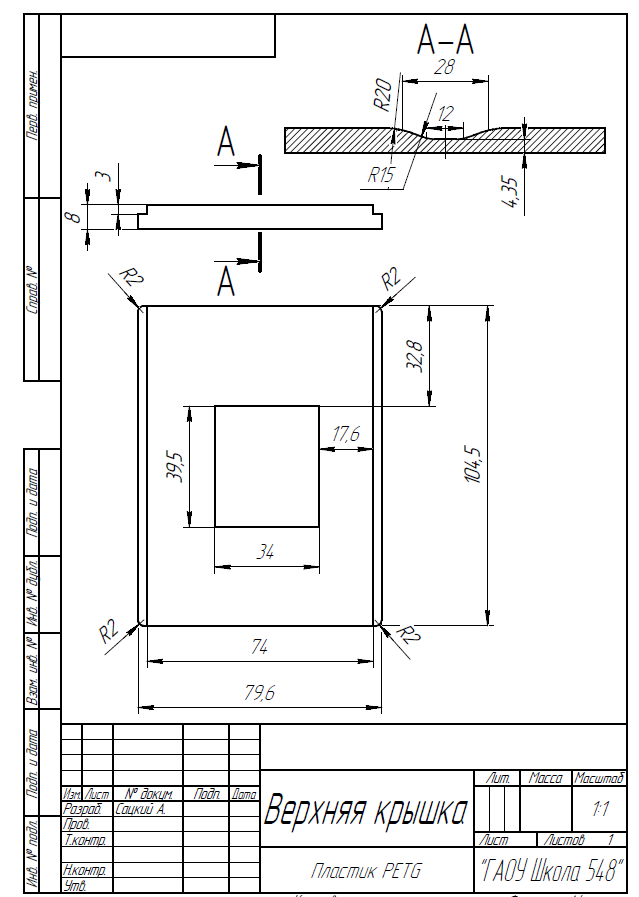 А-А
28
12
R20
R15
4,35
А
3
8
А
R2
R2
32,8
17,6
39,5
104,5
34
R2
R2
74
79,6
Перв. примен.
Справ. №
Подп. и дата
Инв. № дубл.
Взам. инв. №
Подп. и дата
Инв. № подл.
Изм. Лист № докум. Подп. Дата
Разраб. Сацкий А.
Пров.
Т.контр.
Н.контр.
Утв.
Верхняя крышка
Пластик PETG
Лит. Масса Масштаб
1:1
Лист Листов 1
"ГАОУ Школа 548"